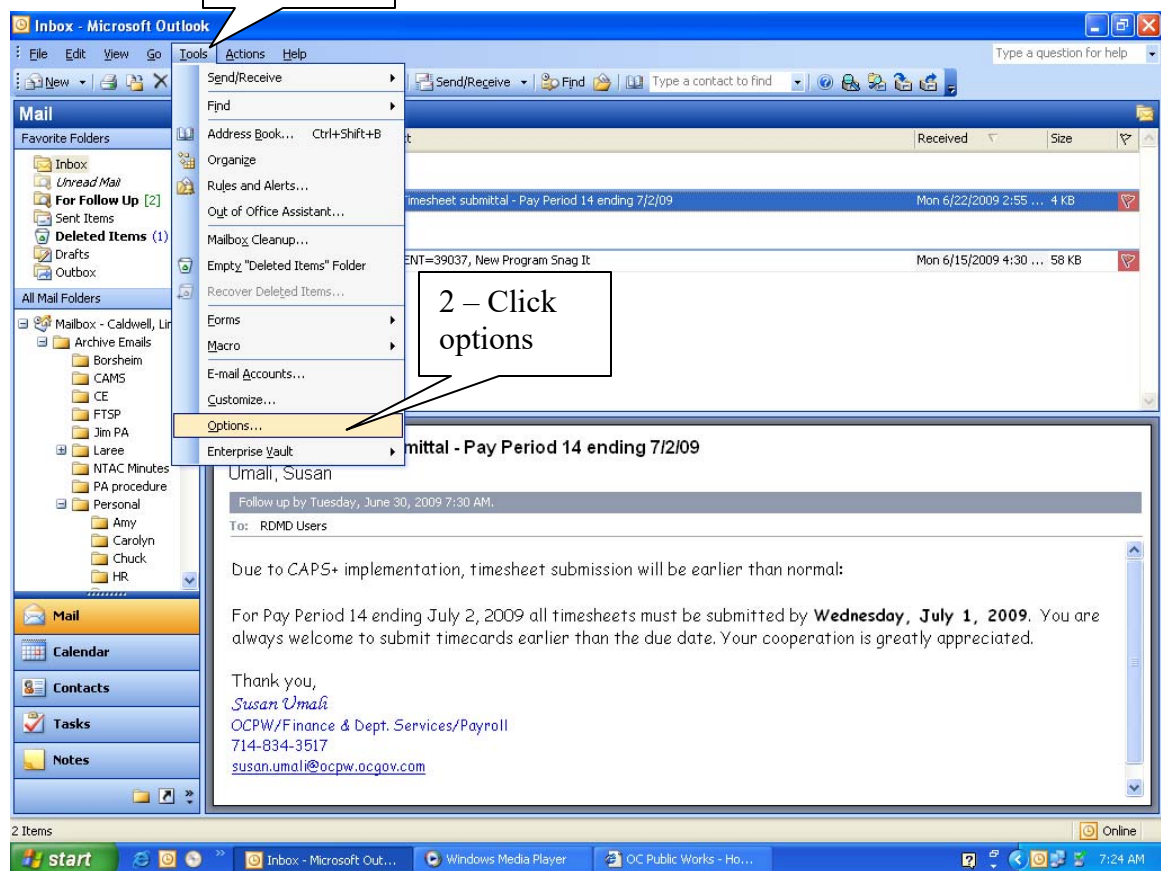 Inbox - Microsoft Outlook
File Edit View Go Tools Actions Help
Type a question for help
New
Send/Receive
Find
Type a contact to find
Send/Receive
Find
Address Book... Ctrl+Shift+B
Organize
Rules and Alerts...
Out of Office Assistant...
Mailbox Cleanup...
Empty "Deleted Items" Folder
Recover Deleted Items...
Forms
Macro
E-mail Accounts...
Customize...
Options...
Enterprise Vault
2 – Click
options
Mail
Favorite Folders
Inbox
Unread Mail
For Follow Up [2]
Sent Items
Deleted Items (1)
Drafts
Outbox
All Mail Folders
Mailbox - Caldwell, Lin
Archive Emails
Borsheim
CAMS
CE
FTSP
Jim PA
Laree
NTAC Minutes
PA procedure
Personal
Amy
Carolyn
Chuck
HR
Mail
Calendar
Contacts
Tasks
Notes
Received Size
Timesheet submittal - Pay Period 14 ending 7/2/09 Mon 6/22/2009 2:55 ... 4 KB
ENT=39037, New Program Snag It Mon 6/15/2009 4:30 ... 58 KB
mittal - Pay Period 14 ending 7/2/09
Umali, Susan
Follow up by Tuesday, June 30, 2009 7:30 AM.
To: RDMD Users
Due to CAPS+ implementation, timesheet submission will be earlier than normal:
For Pay Period 14 ending July 2, 2009 all timesheets must be submitted by Wednesday, July 1, 2009. You are
always welcome to submit timecards earlier than the due date. Your cooperation is greatly appreciated.
Thank you,
Susan Umali
OCPW/Finance & Dept. Services/Payroll
714-834-3517
susan.umali@ocpw.ocgov.com
2 Items
Online
start
Inbox - Microsoft Out...
Windows Media Player
OC Public Works - Ho...
7:24 AM